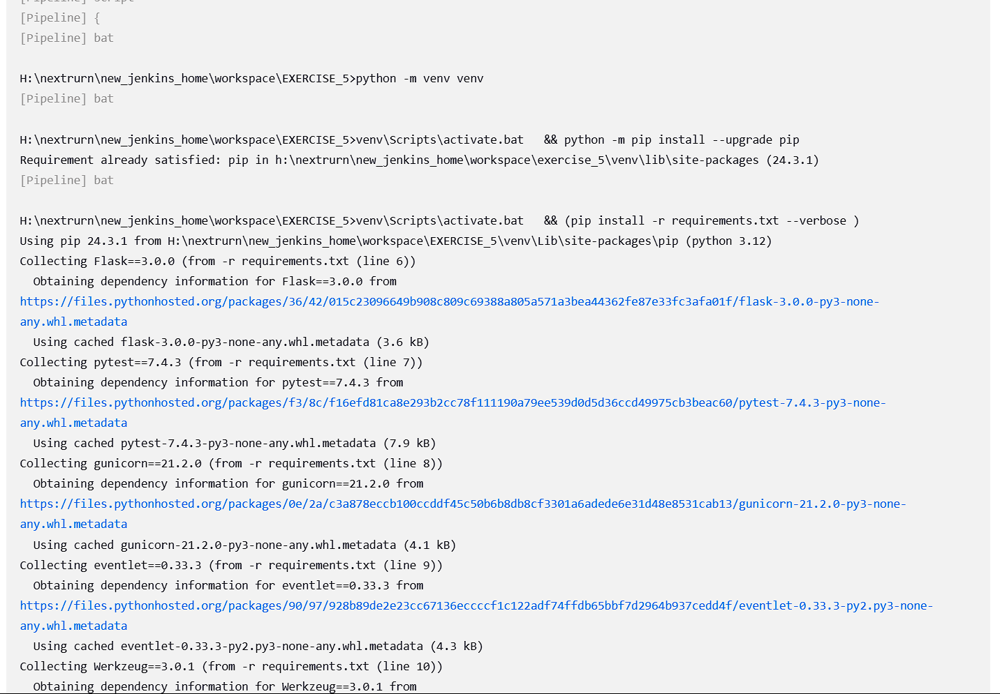 [Pipeline] script
[Pipeline] {
[Pipeline] bat
H:\nextrurn\new_jenkins_home\workspace\EXERCISE_5>python -m venv venv
[Pipeline] bat
H:\nextrurn\new_jenkins_home\workspace\EXERCISE_5>venv\Scripts\activate.bat   && python -m pip install --upgrade pip
Requirement already satisfied: pip in h:\nextrurn\new_jenkins_home\workspace\exercise_5\venv\lib\site-packages (24.3.1)
[Pipeline] bat
H:\nextrurn\new_jenkins_home\workspace\EXERCISE_5>venv\Scripts\activate.bat   && (pip install -r requirements.txt --verbose )
Using pip 24.3.1 from H:\nextrurn\new_jenkins_home\workspace\EXERCISE_5\venv\Lib\site-packages\pip (python 3.12)
Collecting Flask==3.0.0 (from -r requirements.txt (line 6))
  Obtaining dependency information for Flask==3.0.0 from
https://files.pythonhosted.org/packages/36/42/015c23096649b908c809c69388a805a571a3bea44362fe87e33fc3afa01f/flask-3.0.0-py3-none-
any.whl.metadata
  Using cached flask-3.0.0-py3-none-any.whl.metadata (3.6 kB)
Collecting pytest==7.4.3 (from -r requirements.txt (line 7))
  Obtaining dependency information for pytest==7.4.3 from
https://files.pythonhosted.org/packages/f3/8c/f16efd81ca8e293b2cc78f111190a79ee539d0d5d36ccd49975cb3beac60/pytest-7.4.3-py3-none-
any.whl.metadata
  Using cached pytest-7.4.3-py3-none-any.whl.metadata (7.9 kB)
Collecting gunicorn==21.2.0 (from -r requirements.txt (line 8))
  Obtaining dependency information for gunicorn==21.2.0 from
https://files.pythonhosted.org/packages/0e/2a/c3a878eccb100ccddf45c50b6b8db8cf3301a6adede6e31d48e8531cab13/gunicorn-21.2.0-py3-none-
any.whl.metadata
  Using cached gunicorn-21.2.0-py3-none-any.whl.metadata (4.1 kB)
Collecting eventlet==0.33.3 (from -r requirements.txt (line 9))
  Obtaining dependency information for eventlet==0.33.3 from
https://files.pythonhosted.org/packages/90/97/928b89de2e23cc67136eccccf1c122adf74ffdb65bbf7d2964b937cedd4f/eventlet-0.33.3-py2.py3-none-
any.whl.metadata
  Using cached eventlet-0.33.3-py2.py3-none-any.whl.metadata (4.3 kB)
Collecting Werkzeug==3.0.1 (from -r requirements.txt (line 10))
  Obtaining dependency information for Werkzeug==3.0.1 from